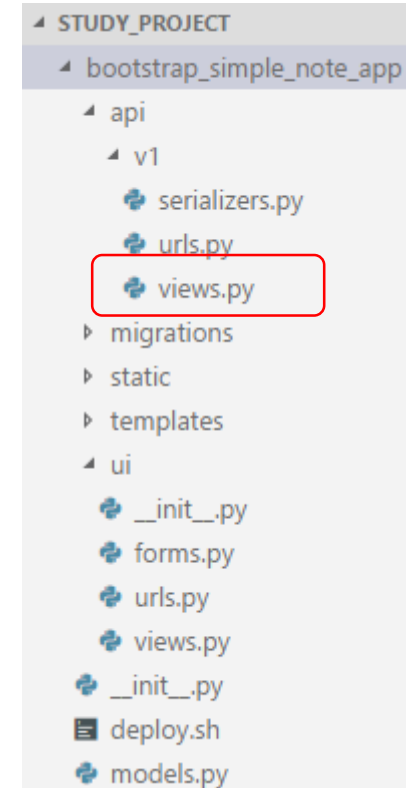 STUDY_PROJECT
bootstrap_simple_note_app
api
v1
serializers.py
urls.py
views.py
migrations
static
templates
ui
__init__.py
forms.py
urls.py
views.py
__init__.py
deploy.sh
models.py